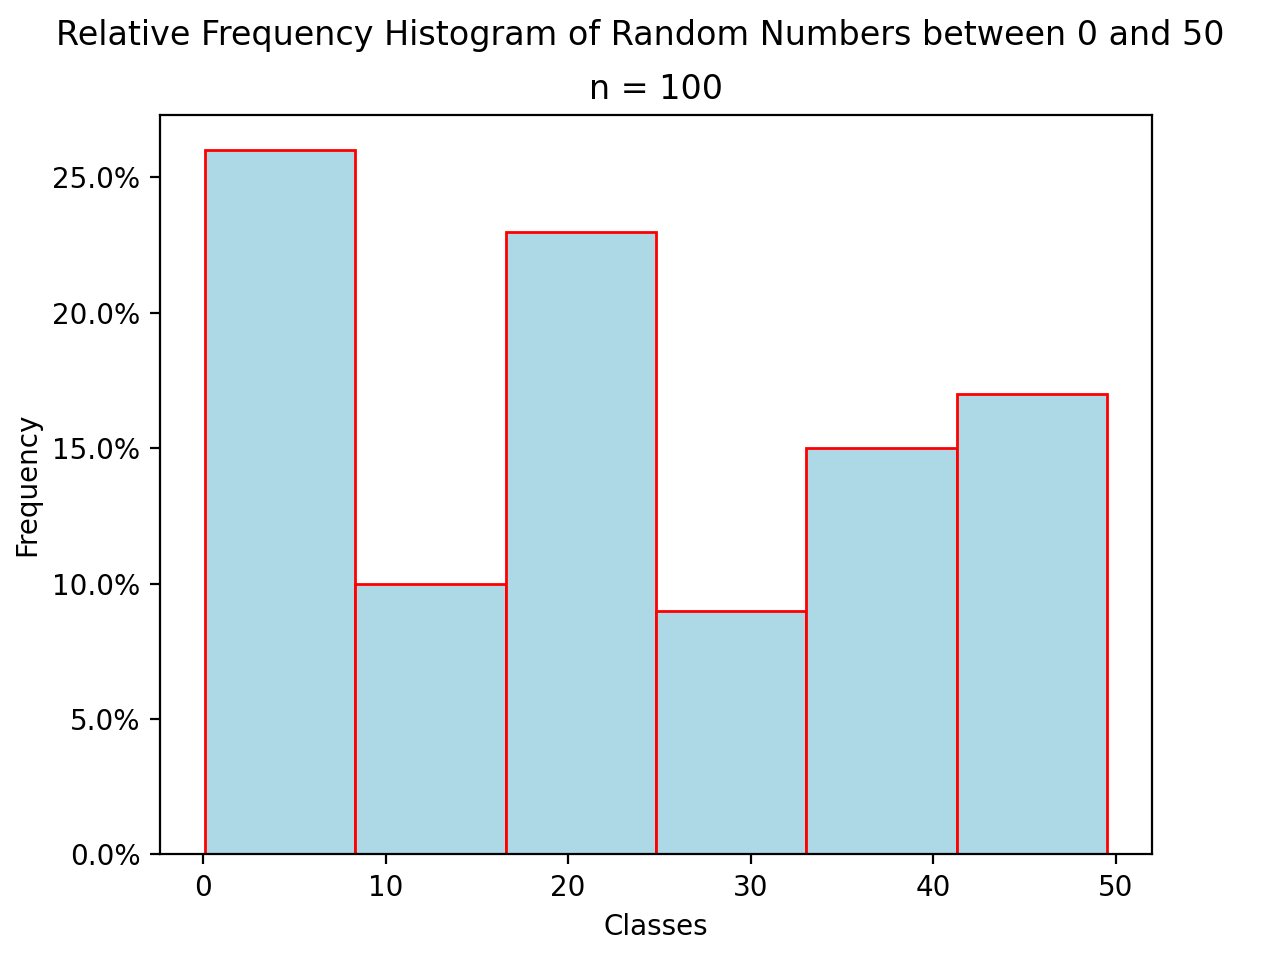 Relative Frequency Histogram of Random Numbers between 0 and 50
n = 100
25.0%
20.0%
15.0%
10.0%
5.0%
0.0%
Frequency
0 10 20 30 40 50
Classes